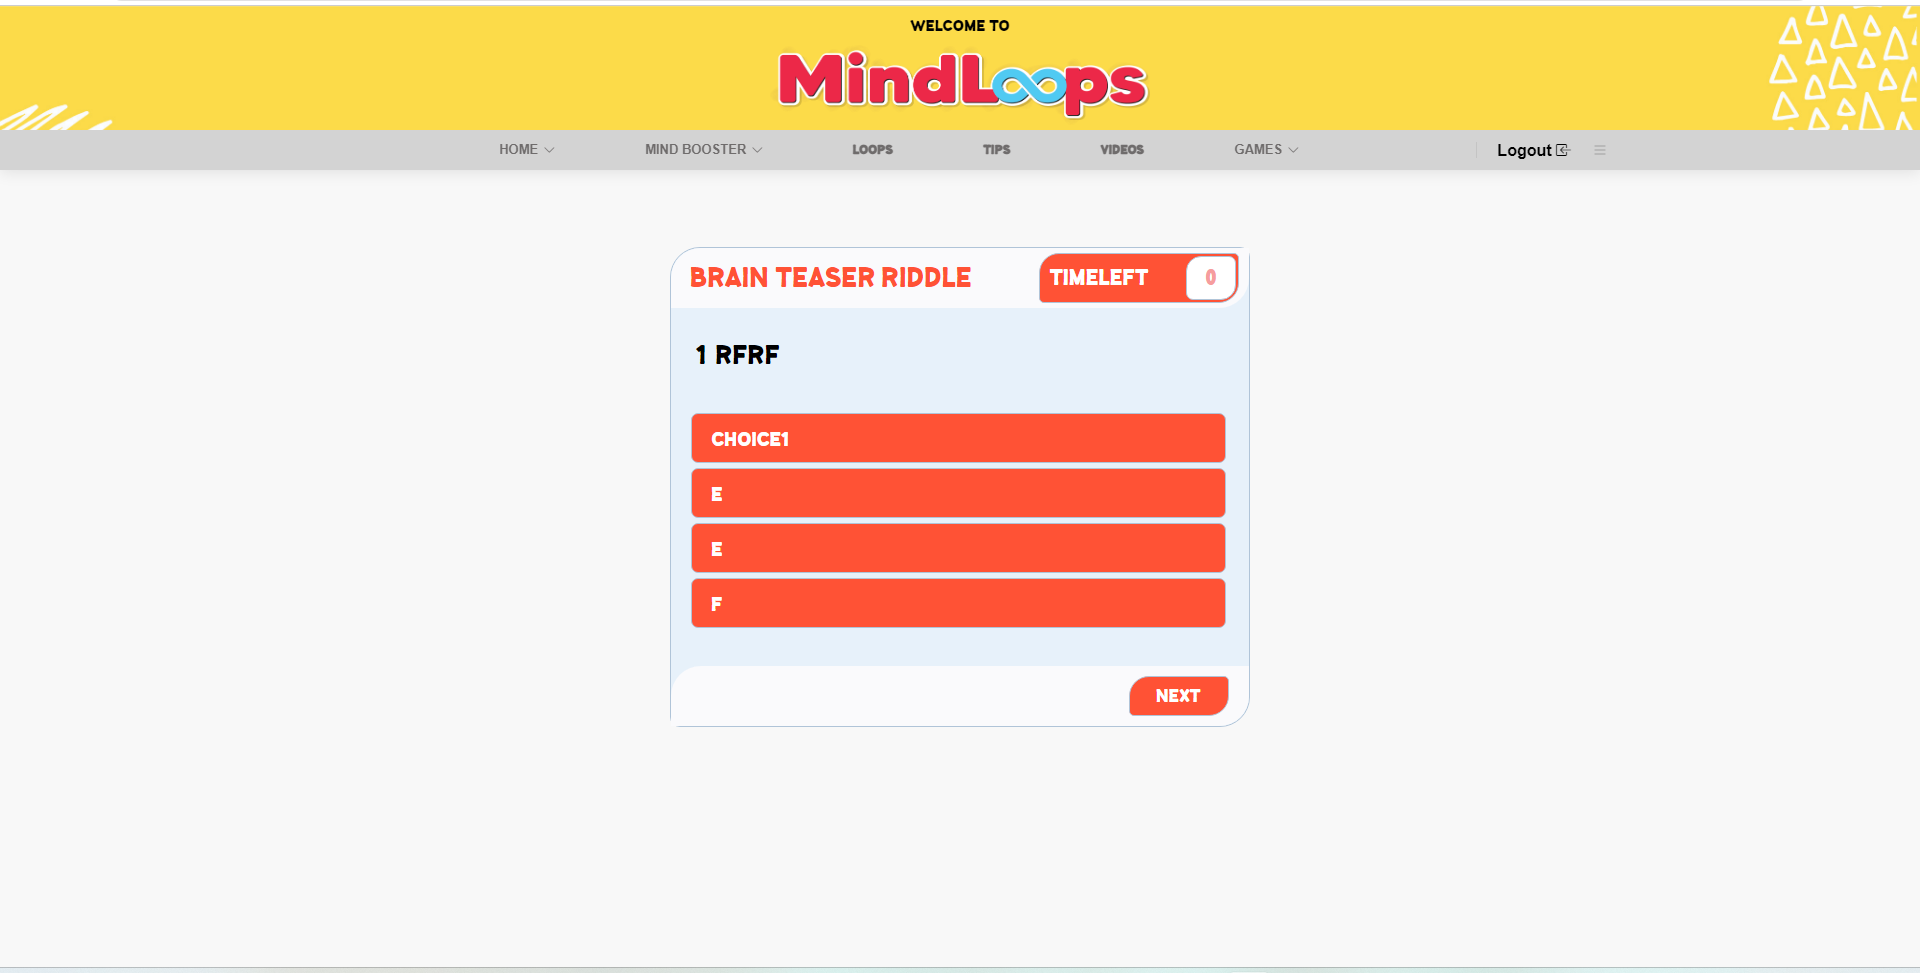 WELCOME TO
MindLoops
HOME MIND BOOSTER LOOPS TIPS VIDEOS GAMES Logout
BRAIN TEASER RIDDLE TIMELEFT 0
1 RFRF
CHOICE1
E
E
F
NEXT